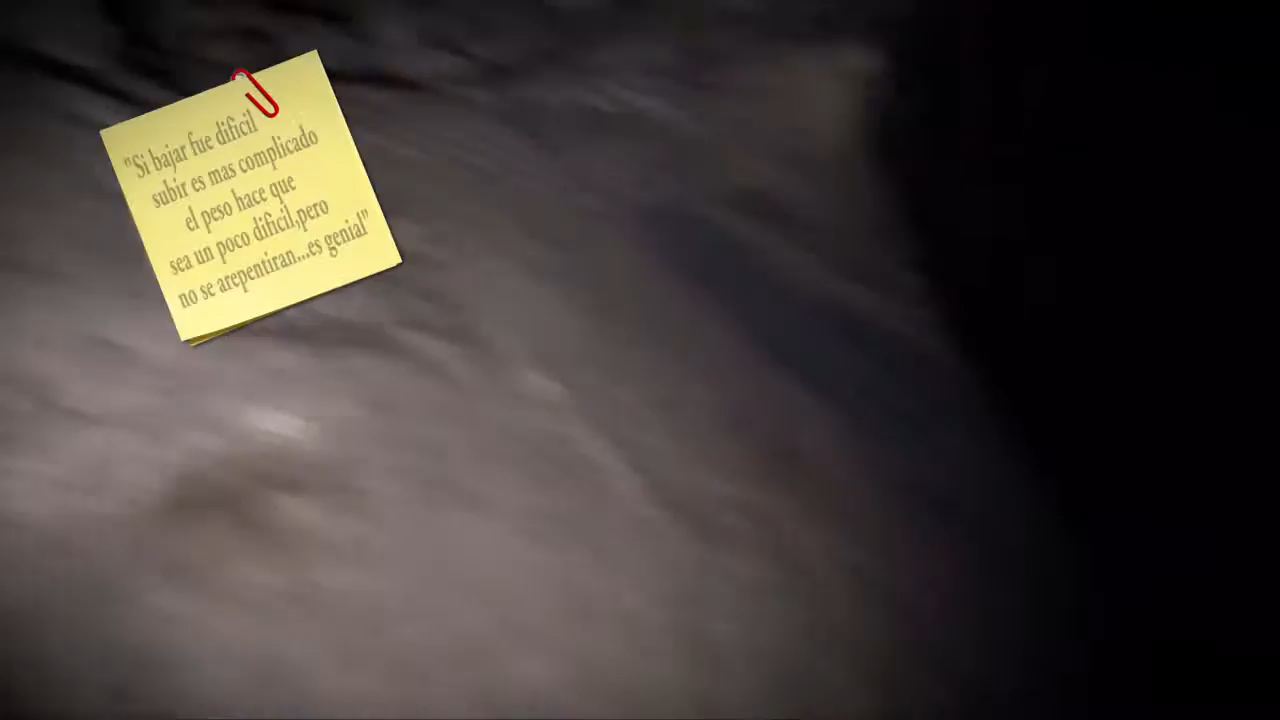 "Si bajar fue dificil
subir es mas complicado
el peso hace que
sea un poco dificil,pero
no se arepentiran...es genial"